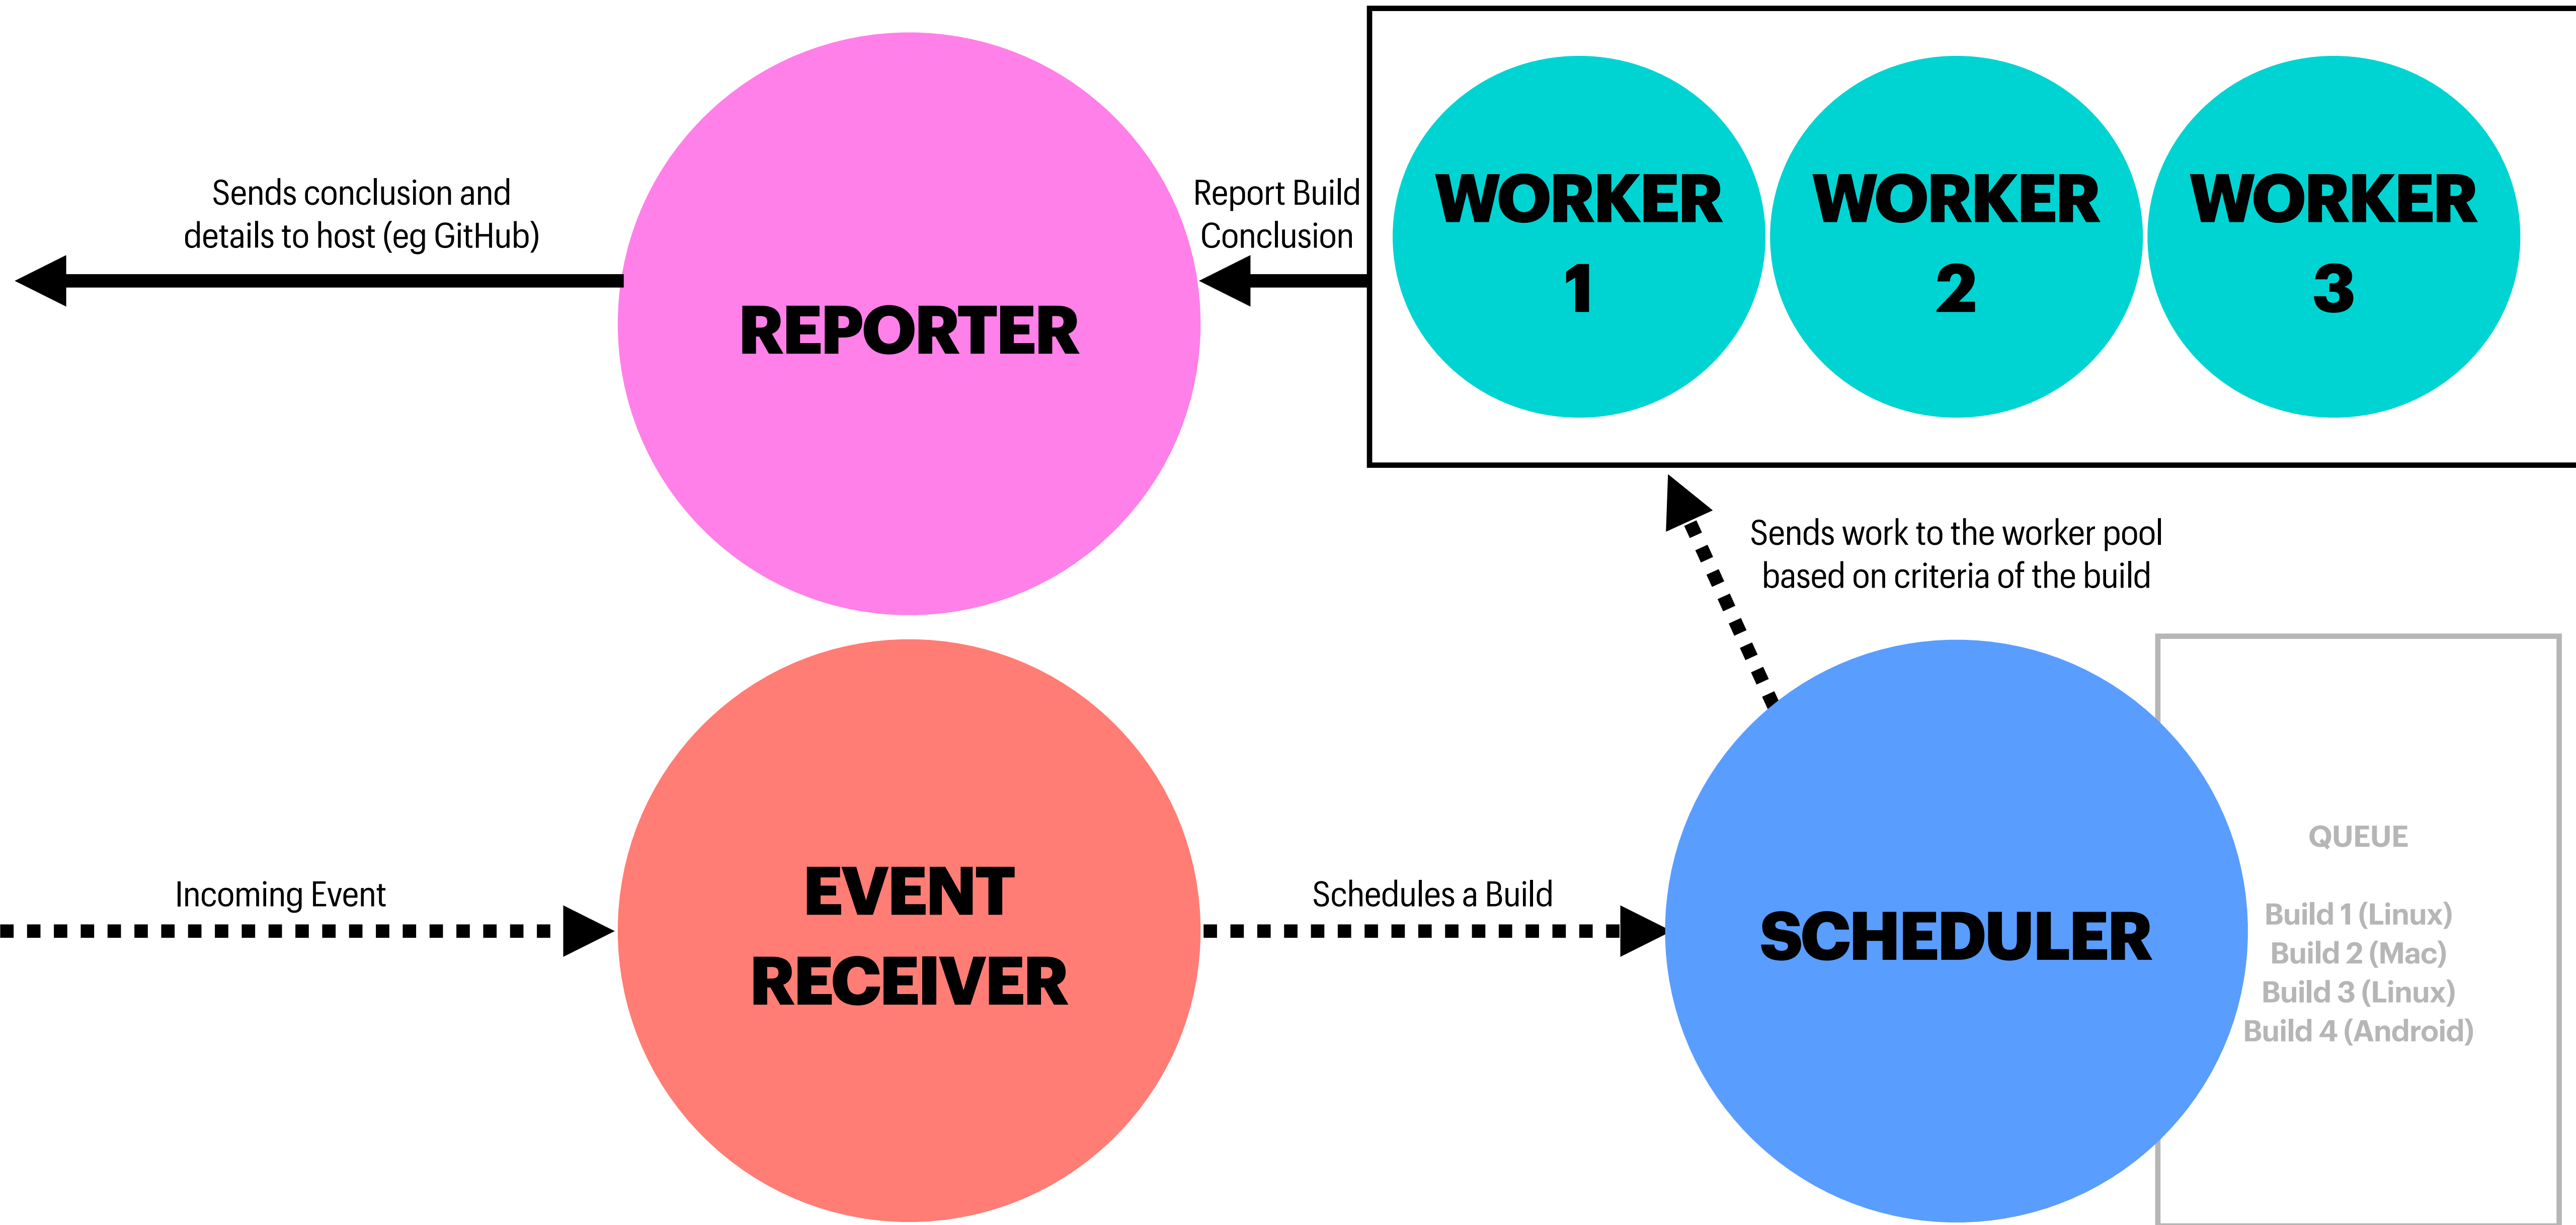 Sends conclusion and
details to host (eg GitHub)
REPORTER
Report Build
Conclusion
WORKER
1
WORKER
2
WORKER
3
Sends work to the worker pool
based on criteria of the build
Incoming Event
EVENT
RECEIVER
Schedules a Build
SCHEDULER
QUEUE
Build 1 (Linux)
Build 2 (Mac)
Build 3 (Linux)
Build 4 (Android)